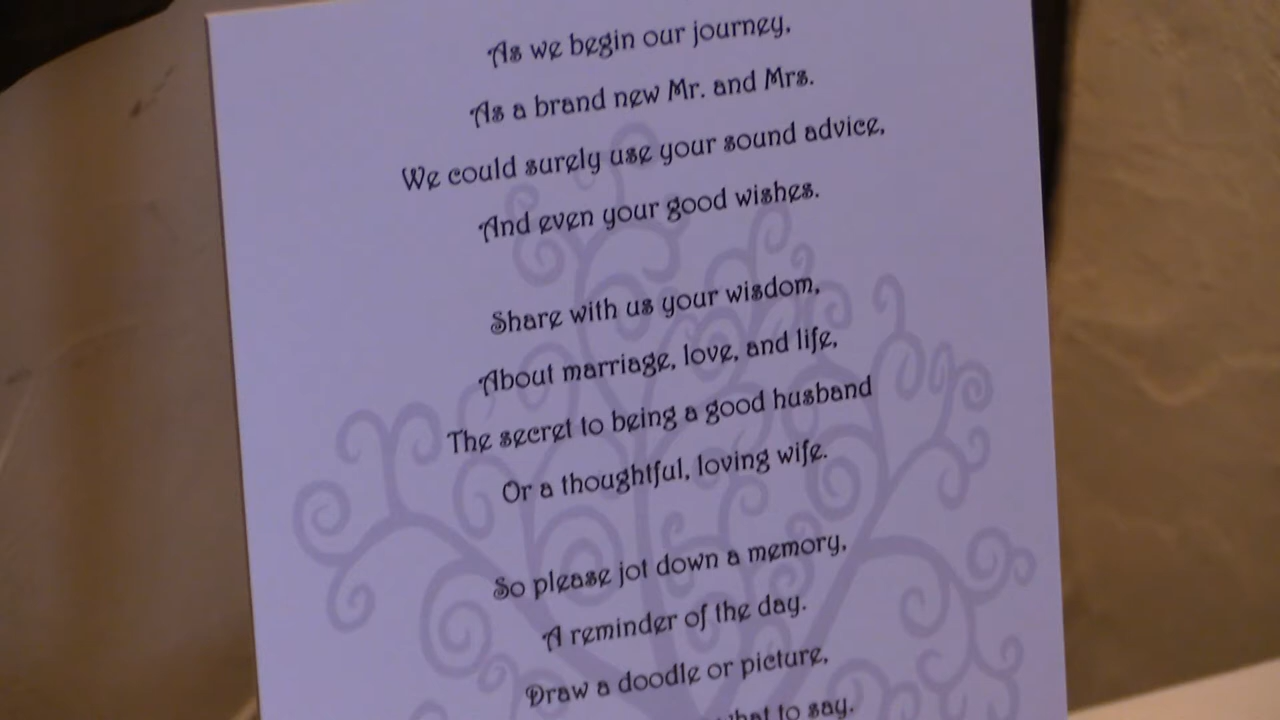 As we begin our journey,
As a brand new Mr. and Mrs.
We could surely use your sound advice,
And even your good wishes.
Share with us your wisdom,
About marriage, love, and life,
The secret to being a good husband
Or a thoughtful, loving wife.
So please jot down a memory,
A reminder of the day.
Draw a doodle or picture,
what to say.